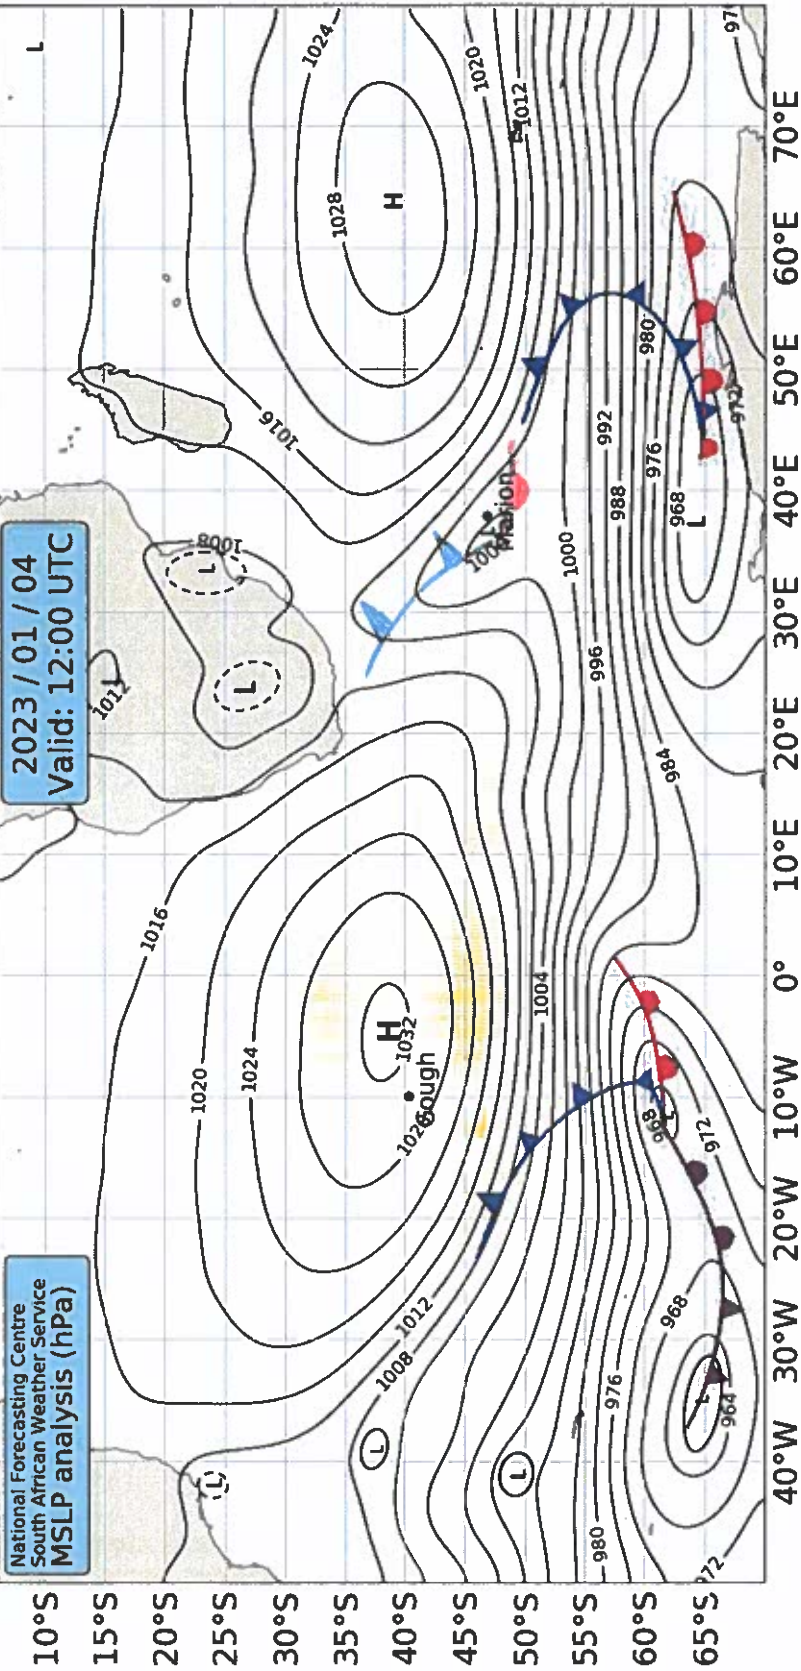 National Forecasting Centre
South African Weather Service
MSLP analysis (hPa)
2023 / 01 / 04
Valid: 12:00 UTC
10°S
15°S
20°S
25°S
30°S
35°S
40°S
45°S
50°S
55°S
60°S
65°S
40°W
30°W
20°W
10°W
0°
10°E
20°E
30°E
40°E
50°E
60°E
70°E
L
L
L
L
L
L
L
L
L
L
H
H
1032
Gough
Marion
1016
1020
1024
1012
1008
1004
968
972
968
964
976
980
972
1012
1008
1016
1000
996
984
992
988
976
968
980
972
1028
1024
1020
1012